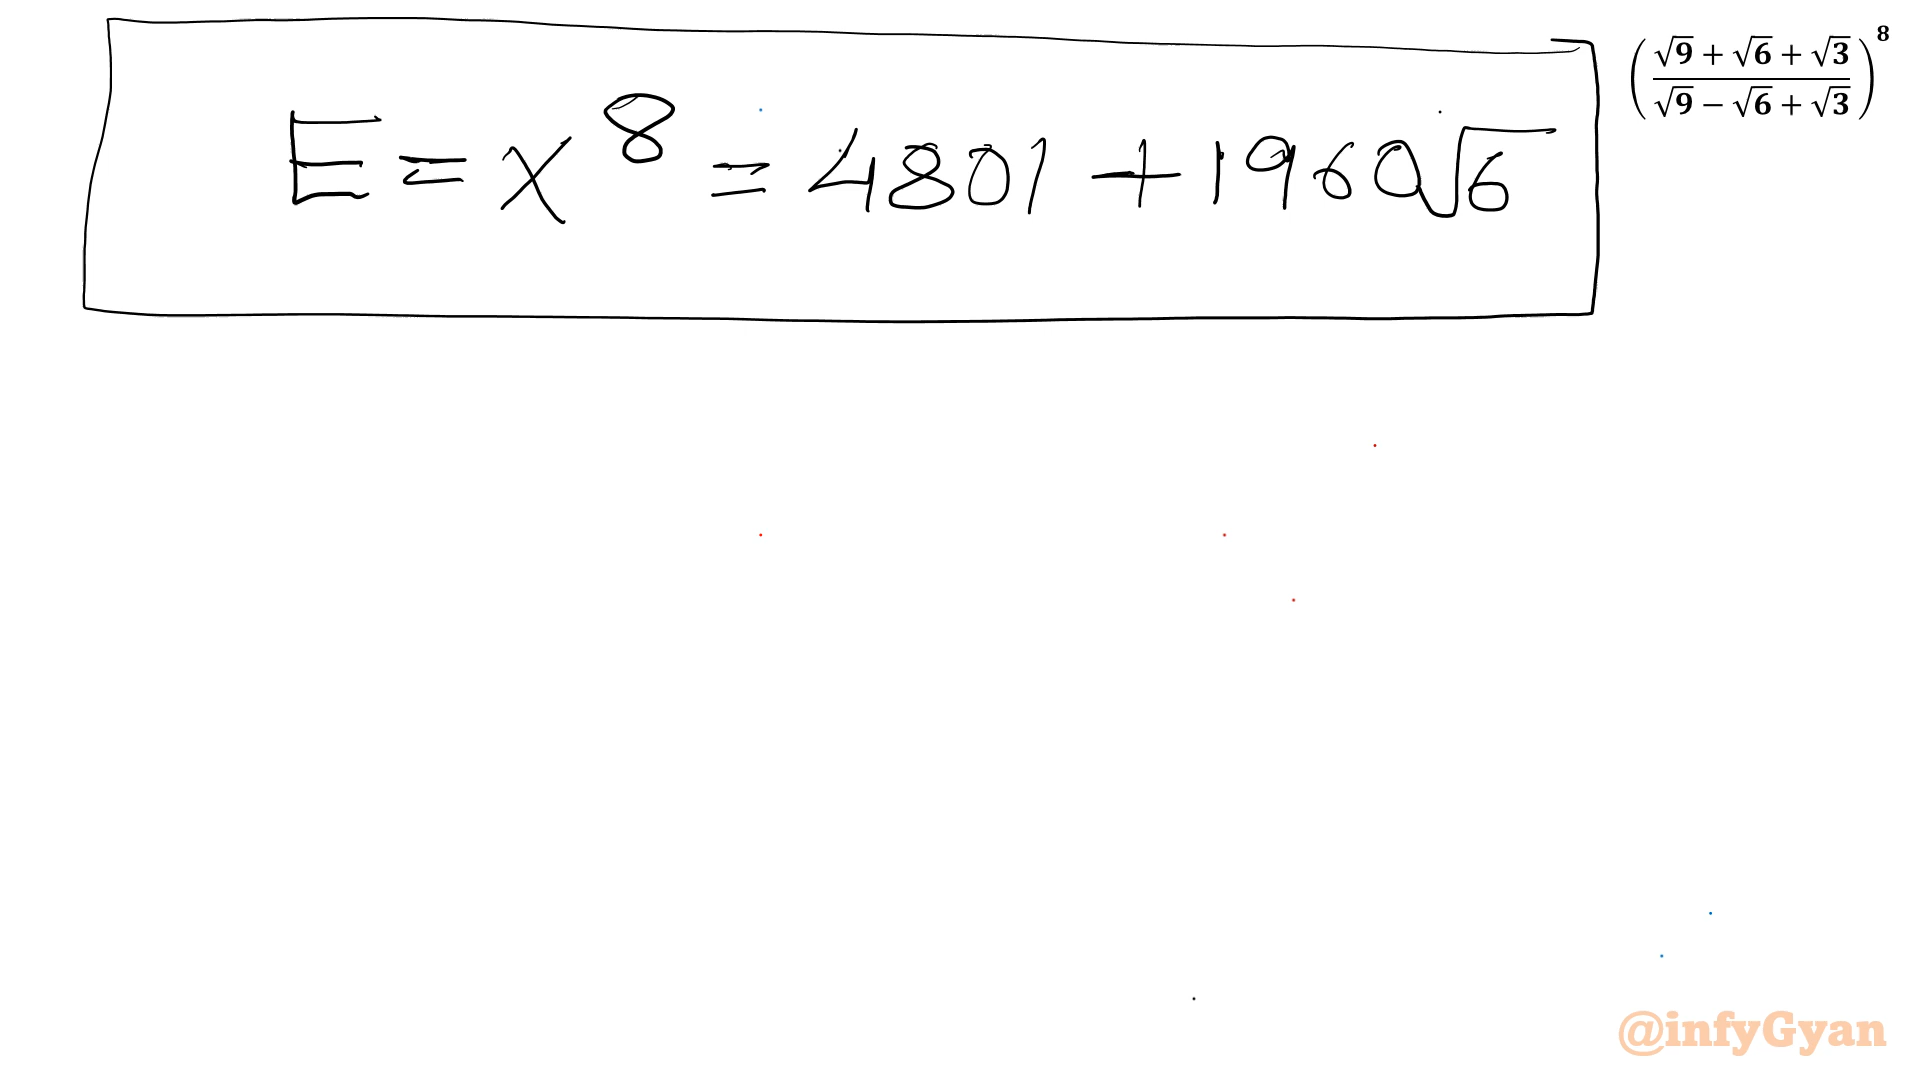 E = x^8 = 4801 + 1960√6
((√9 + √6 + √3)/(√9 − √6 + √3))^8
@infyGyan